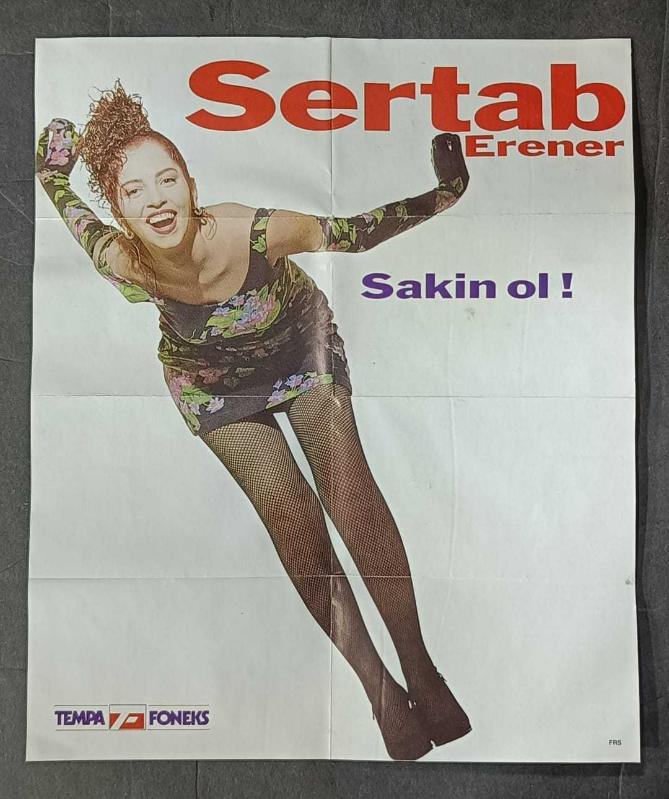 Sertab
Erener
Sakin ol !
TEMPA FONEKS
FRS